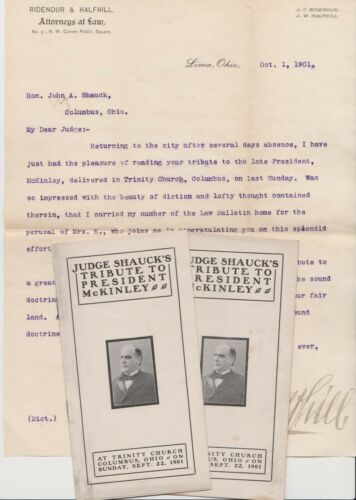 RIDENOUR & HALFHILL,
Attorneys at Law,
No. 51, N. W. Corner Public Square.
J. C. RIDENOUR
J. W. HALFHILL.
Lima, Ohio, Oct. 1, 1901.
Hon. John A. Shauck,
Columbus, Ohio.
My Dear Judge:-
Returning to the city after several days absence, I have
just had the pleasure of reading your tribute to the late President,
McKinley, delivered in Trinity Church, Columbus, on last Sunday. Was
so impressed with the beauty of diction and lofty thought contained
therein, that I carried my number of the Law Bulletin home for the
perusal of Mrs. H., who joins me in congratulating you on this splendid
effort
bute to
a great
the sound
doctrine
our fair
land. A
ound
doctrine
ever,
(Dict.)
JUDGE SHAUCK'S
TRIBUTE TO
PRESIDENT
McKINLEY
AT TRINITY CHURCH
COLUMBUS, OHIO ON
SUNDAY, SEPT. 22, 1901
JUDGE SHAUCK'S
TRIBUTE TO
PRESIDENT
McKINLEY
AT TRINITY CHURCH
COLUMBUS, OHIO ON
SUNDAY, SEPT. 22, 1901